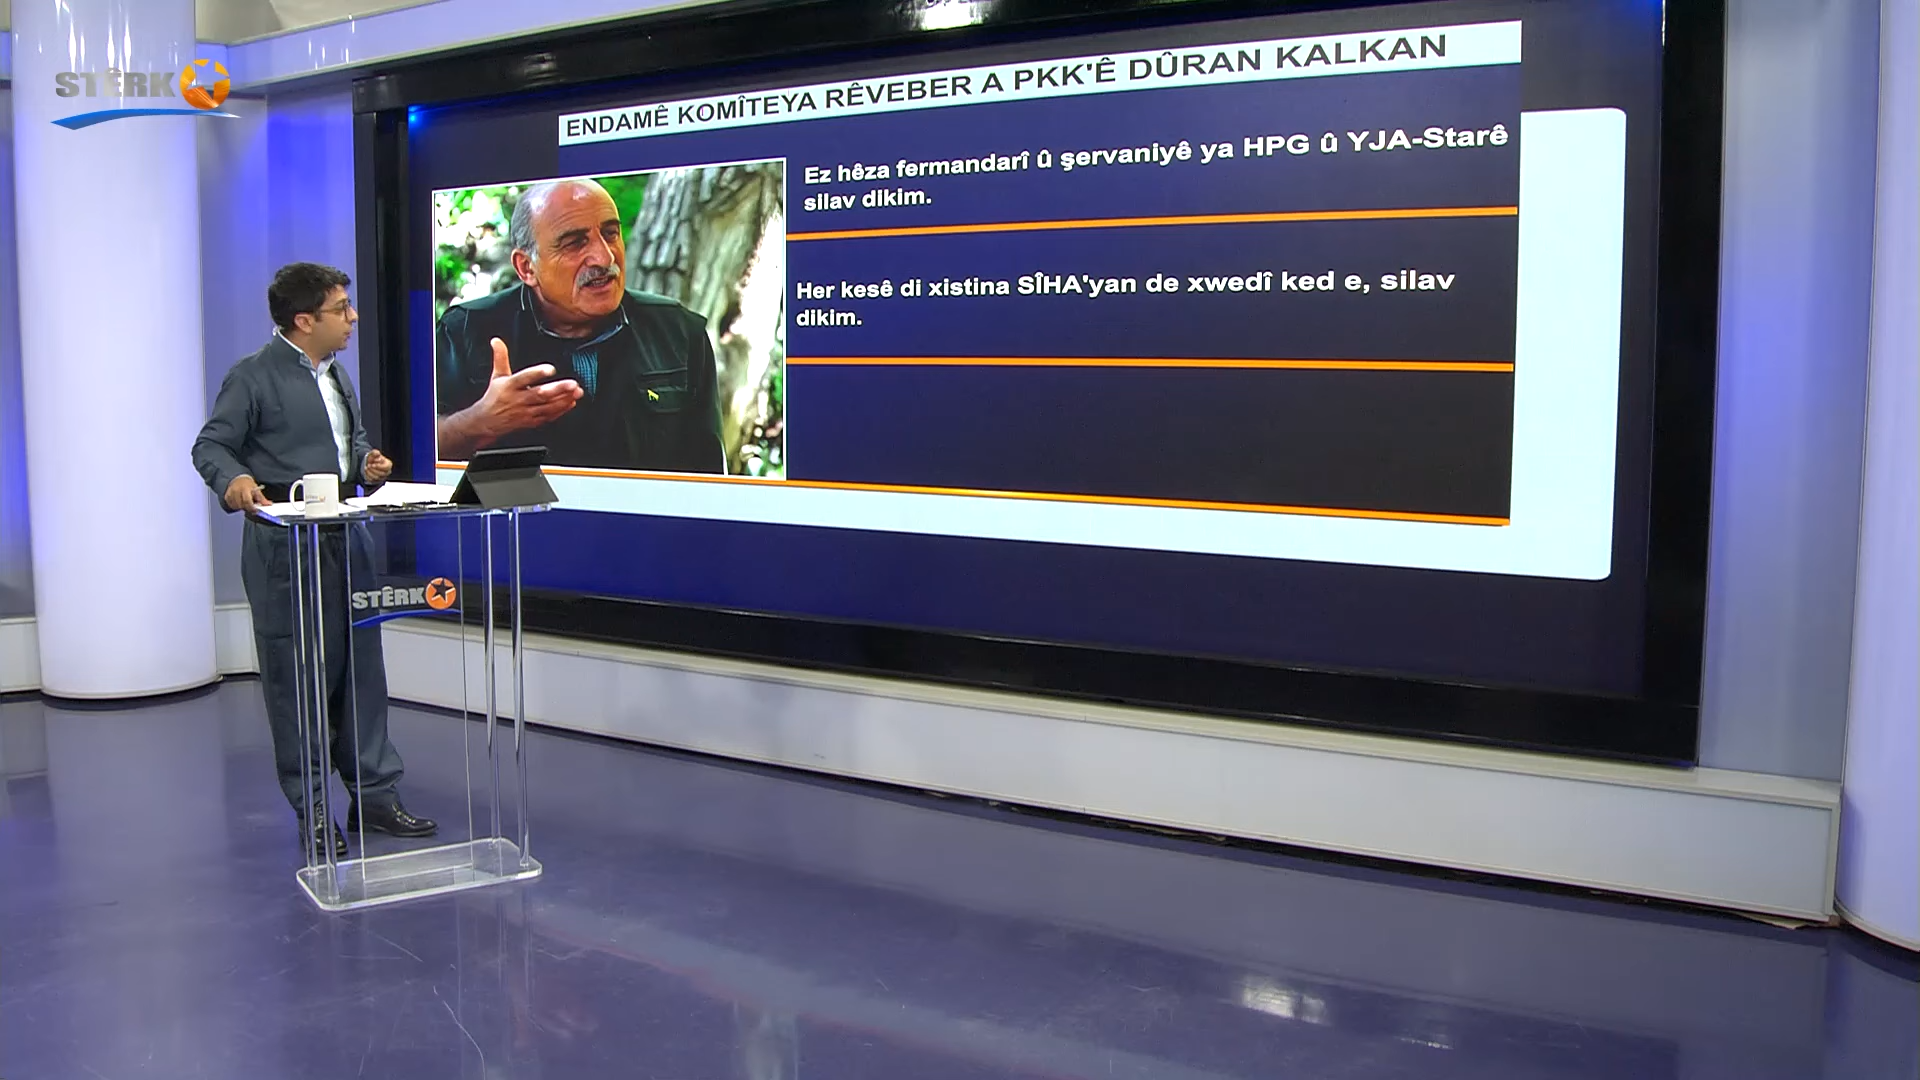 STÊRK
ENDAMÊ KOMÎTEYA RÊVEBER A PKK'Ê DÛRAN KALKAN
Ez hêza fermandarî û şervaniyê ya HPG û YJA-Starê
silav dikim.
Her kesê di xistina SÎHA'yan de xwedî ked e, silav
dikim.
STÊRK